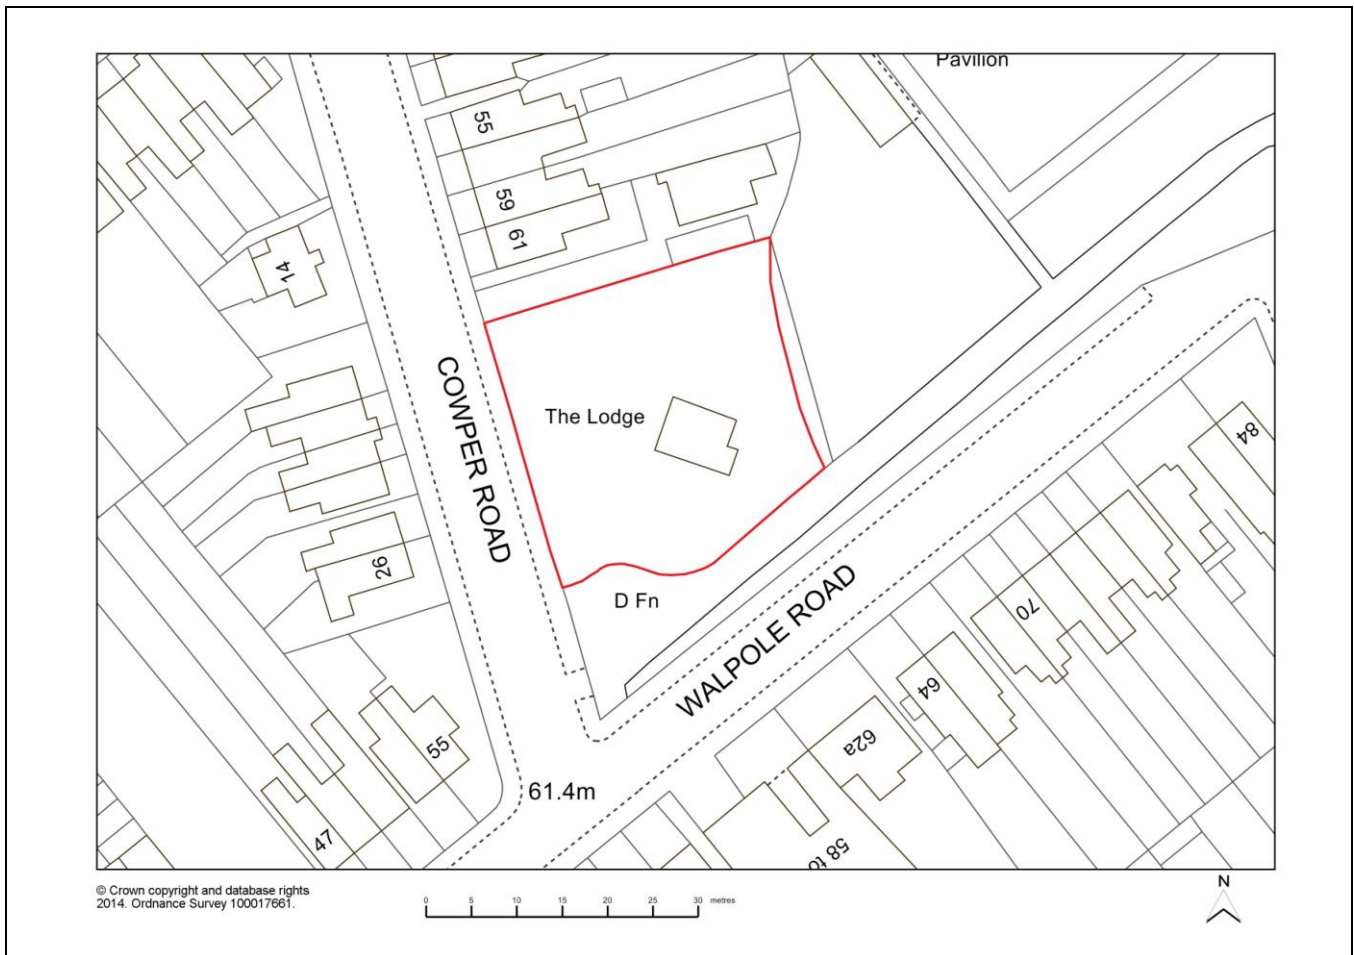 Pavilion
55
59
61
14
The Lodge
COWPER ROAD
84
26
D Fn
WALPOLE ROAD
70
64
62a
55
61.4m
47
58 to
© Crown copyright and database rights
2014. Ordnance Survey 100017661.
0 5 10 15 20 25 30 metres
N